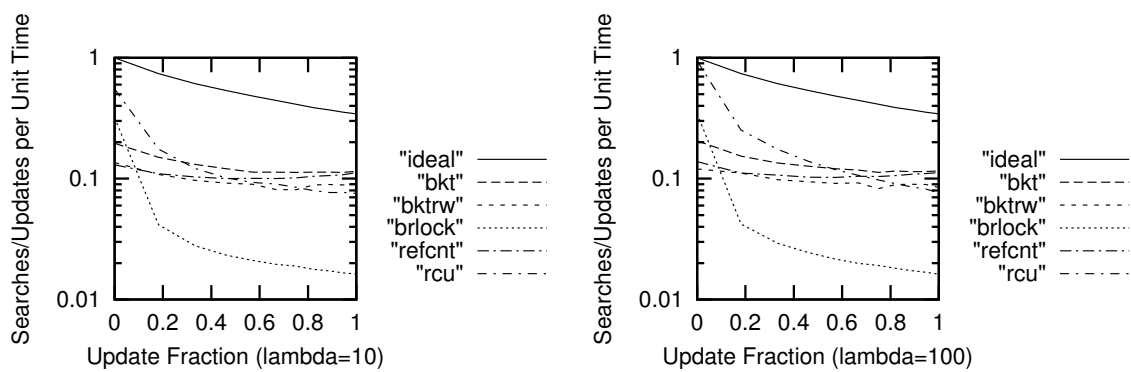 Searches/Updates per Unit Time
1
0.1
0.01
0 0.2 0.4 0.6 0.8 1
Update Fraction (lambda=10)
"ideal"
"bkt"
"bktrw"
"brlock"
"refcnt"
"rcu"
Searches/Updates per Unit Time
1
0.1
0.01
0 0.2 0.4 0.6 0.8 1
Update Fraction (lambda=100)
"ideal"
"bkt"
"bktrw"
"brlock"
"refcnt"
"rcu"